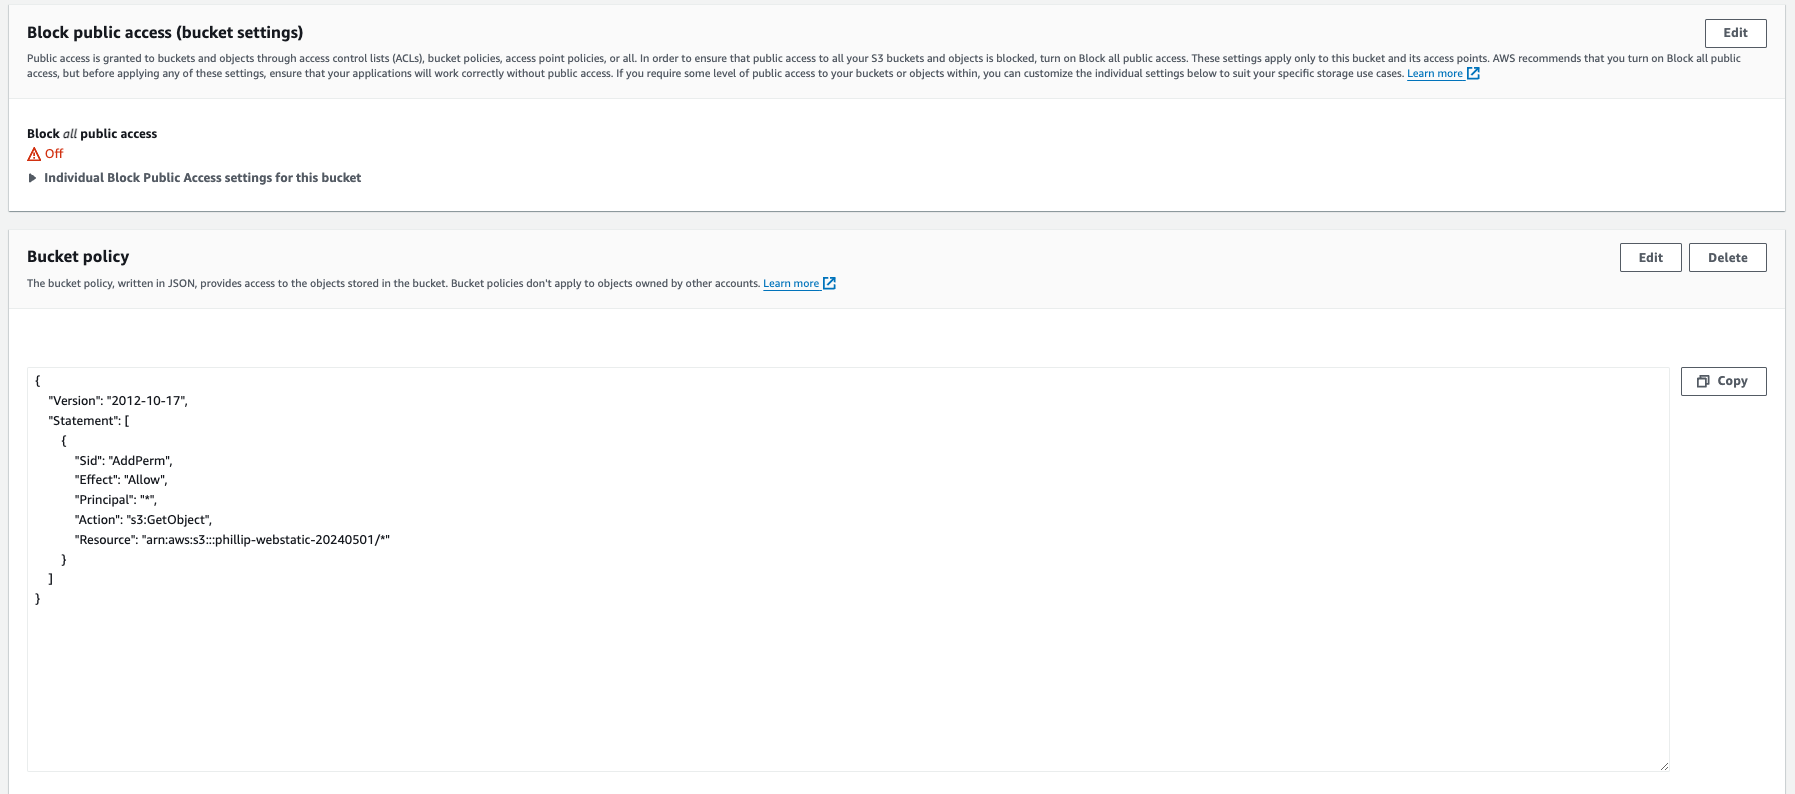 Block public access (bucket settings)
Edit
Public access is granted to buckets and objects through access control lists (ACLs), bucket policies, access point policies, or all. In order to ensure that public access to all your S3 buckets and objects is blocked, turn on Block all public access. These settings apply only to this bucket and its access points. AWS recommends that you turn on Block all public
access, but before applying any of these settings, ensure that your applications will work correctly without public access. If you require some level of public access to your buckets or objects within, you can customize the individual settings below to suit your specific storage use cases. Learn more
Block all public access
Off
Individual Block Public Access settings for this bucket
Bucket policy
Edit
Delete
The bucket policy, written in JSON, provides access to the objects stored in the bucket. Bucket policies don't apply to objects owned by other accounts. Learn more
Copy
{
"Version": "2012-10-17",
"Statement": [
{
"Sid": "AddPerm",
"Effect": "Allow",
"Principal": "*",
"Action": "s3:GetObject",
"Resource": "arn:aws:s3:::phillip-webstatic-20240501/*"
}
]
}